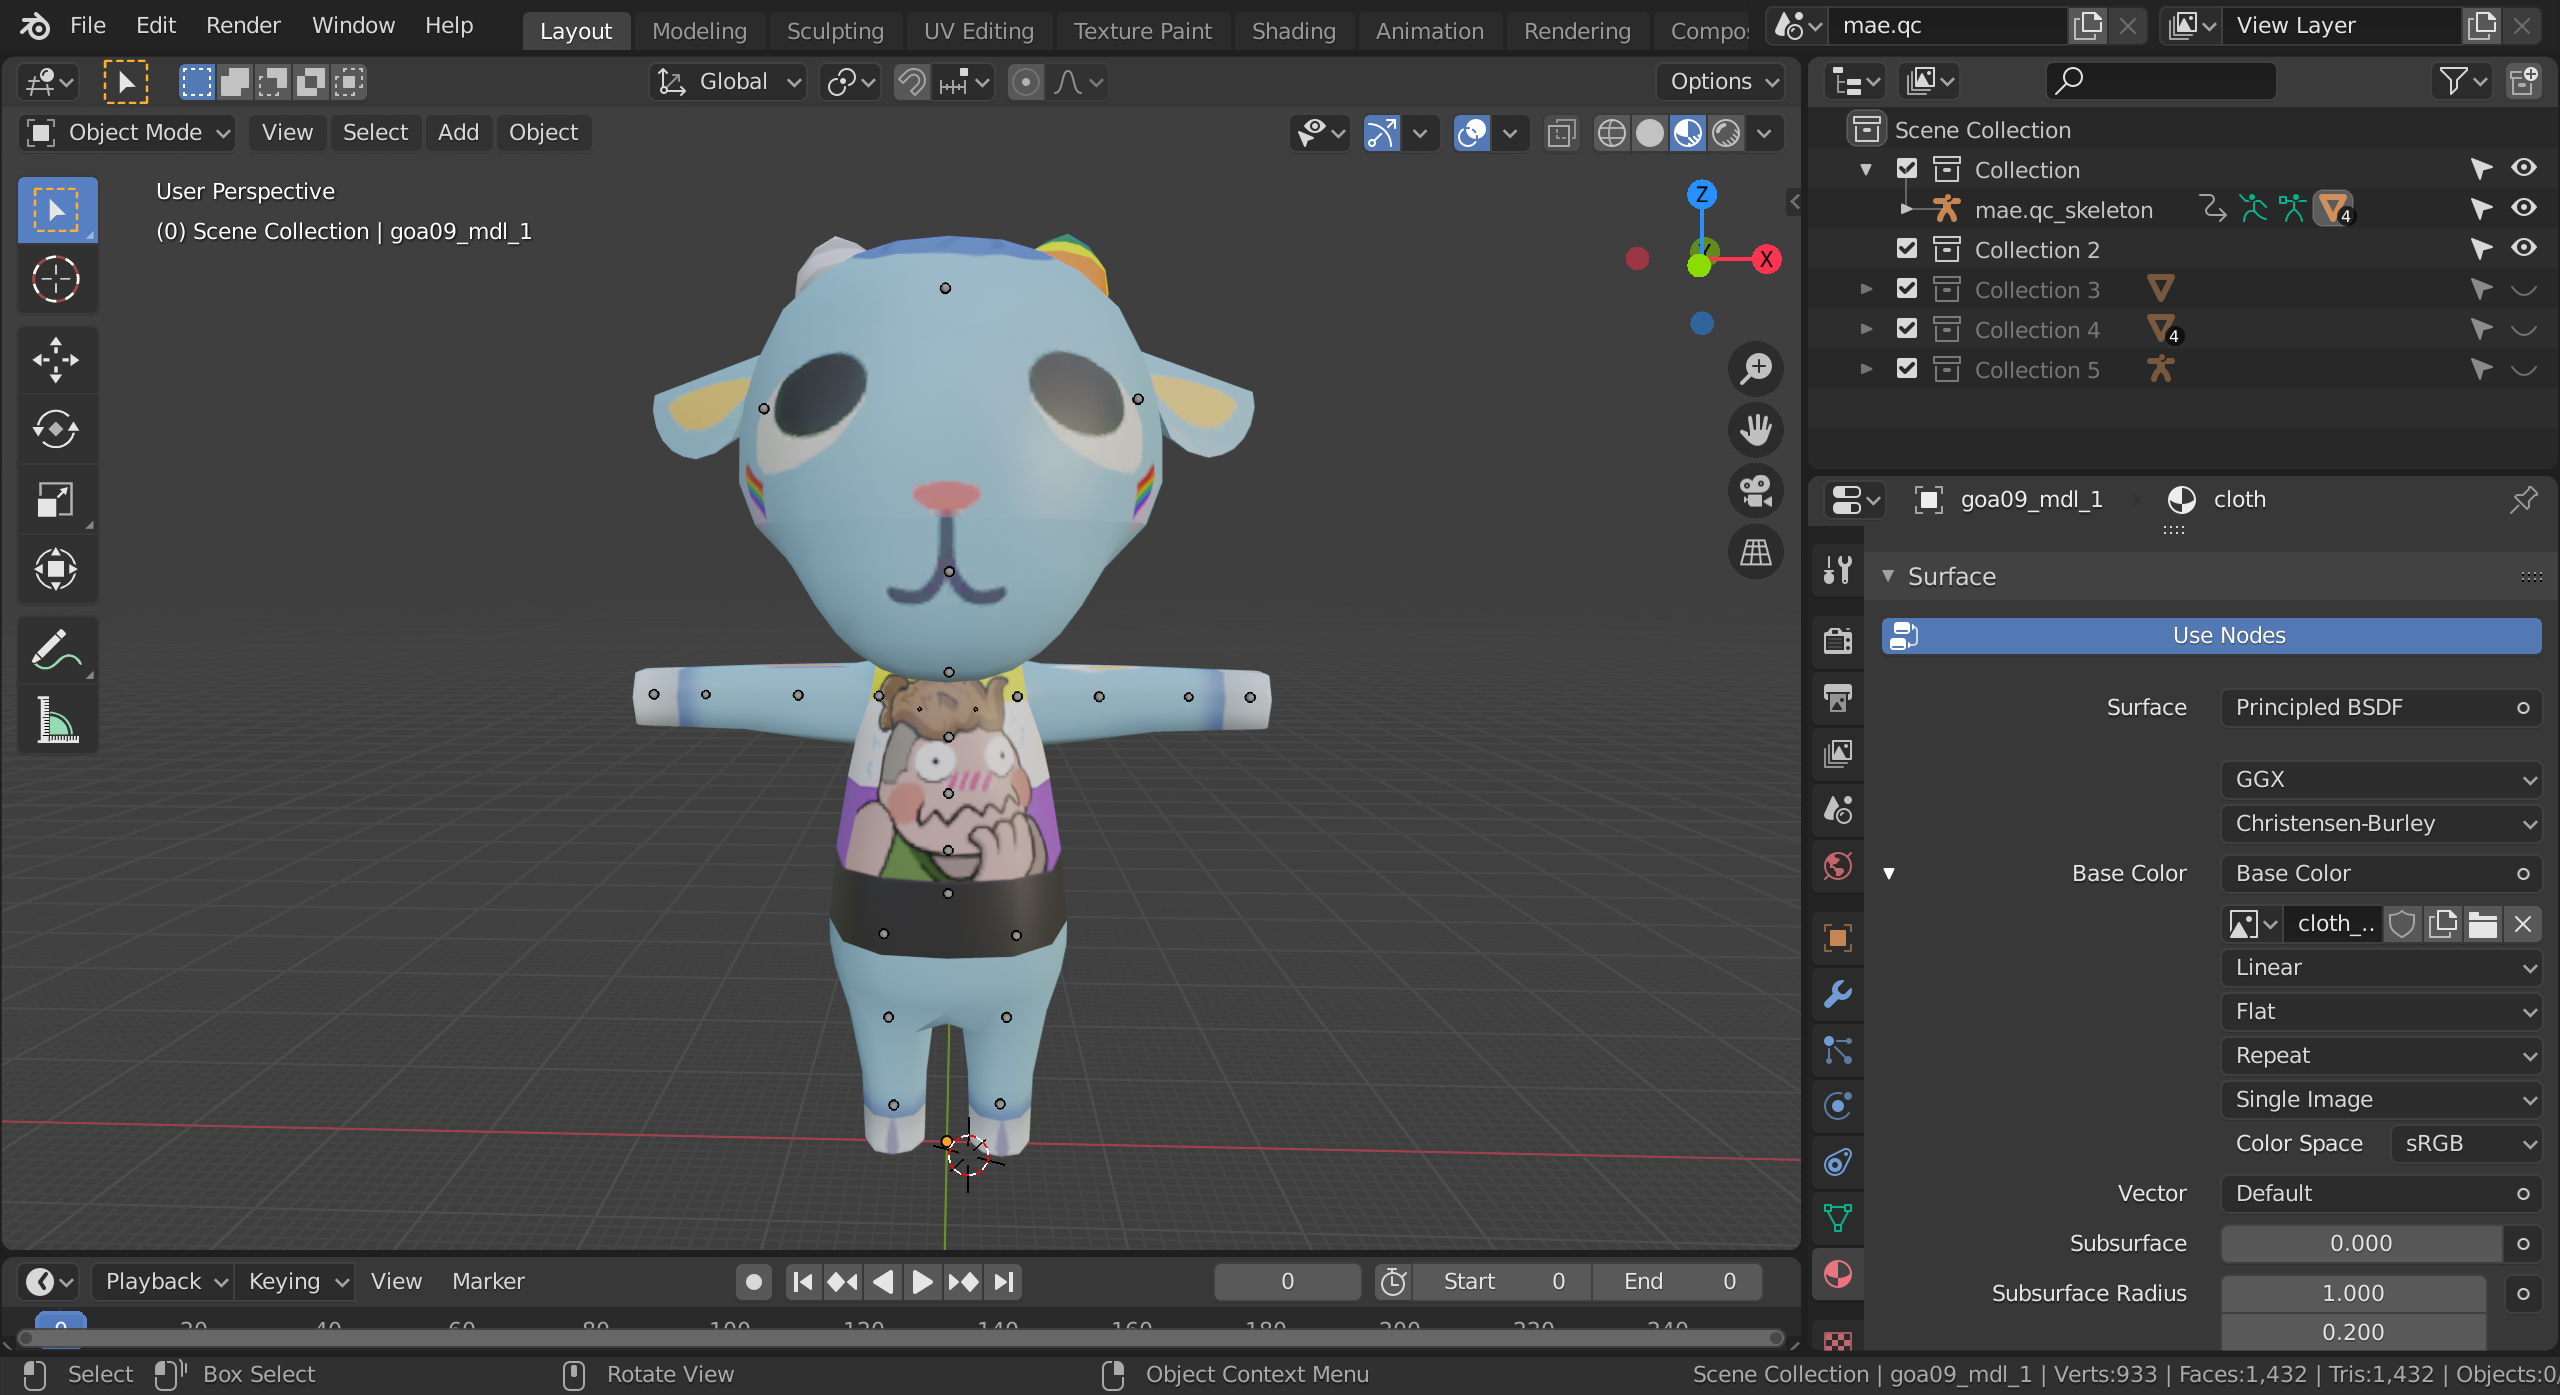 File Edit Render Window Help Layout Modeling Sculpting UV Editing Texture Paint Shading Animation Rendering Compos mae.qc View Layer
Global Options
Object Mode View Select Add Object
User Perspective
(0) Scene Collection | goa09_mdl_1
Z
Y
X
Scene Collection
Collection
mae.qc_skeleton 4
Collection 2
Collection 3
Collection 4 4
Collection 5
goa09_mdl_1 cloth
Surface
Use Nodes
Surface Principled BSDF
GGX
Christensen-Burley
Base Color Base Color
cloth_..
Linear
Flat
Repeat
Single Image
Color Space sRGB
Vector Default
Subsurface 0.000
Subsurface Radius 1.000
0.200
Playback Keying View Marker 0 Start 0 End 0
0 20 40 60 80 100 120 140 160 180 200 220 240
Select Box Select Rotate View Object Context Menu Scene Collection | goa09_mdl_1 | Verts:933 | Faces:1,432 | Tris:1,432 | Objects:0/